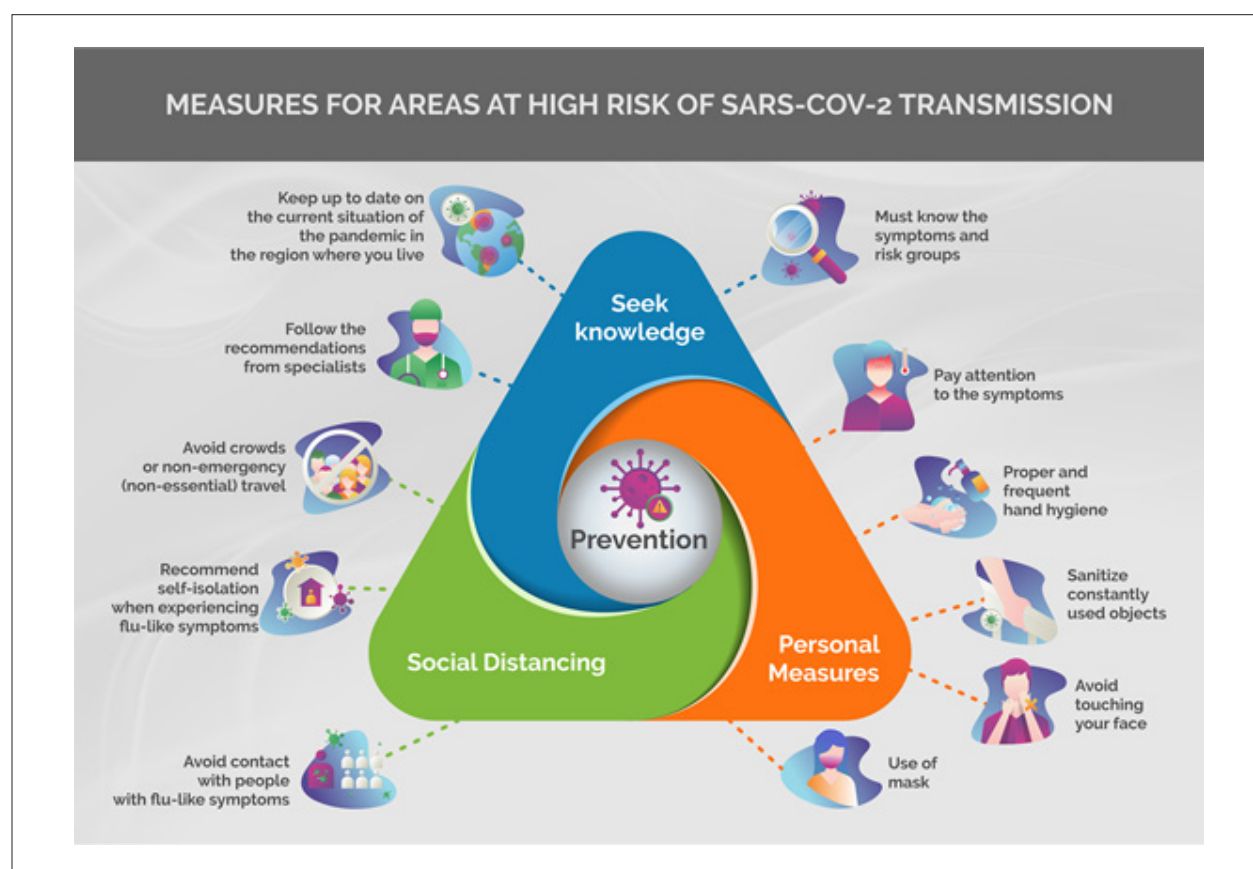 MEASURES FOR AREAS AT HIGH RISK OF SARS-COV-2 TRANSMISSION
Keep up to date on
the current situation of
the pandemic in
the region where you live
Must know the
symptoms and
risk groups
Seek
knowledge
Follow the
recommendations
from specialists
Pay attention
to the symptoms
Avoid crowds
or non-emergency
(non-essential) travel
Proper and
frequent
hand hygiene
Prevention
Recommend
self-isolation
when experiencing
flu-like symptoms
Sanitize
constantly
used objects
Social Distancing
Personal
Measures
Avoid
touching
your face
Avoid contact
with people
with flu-like symptoms
Use of
mask